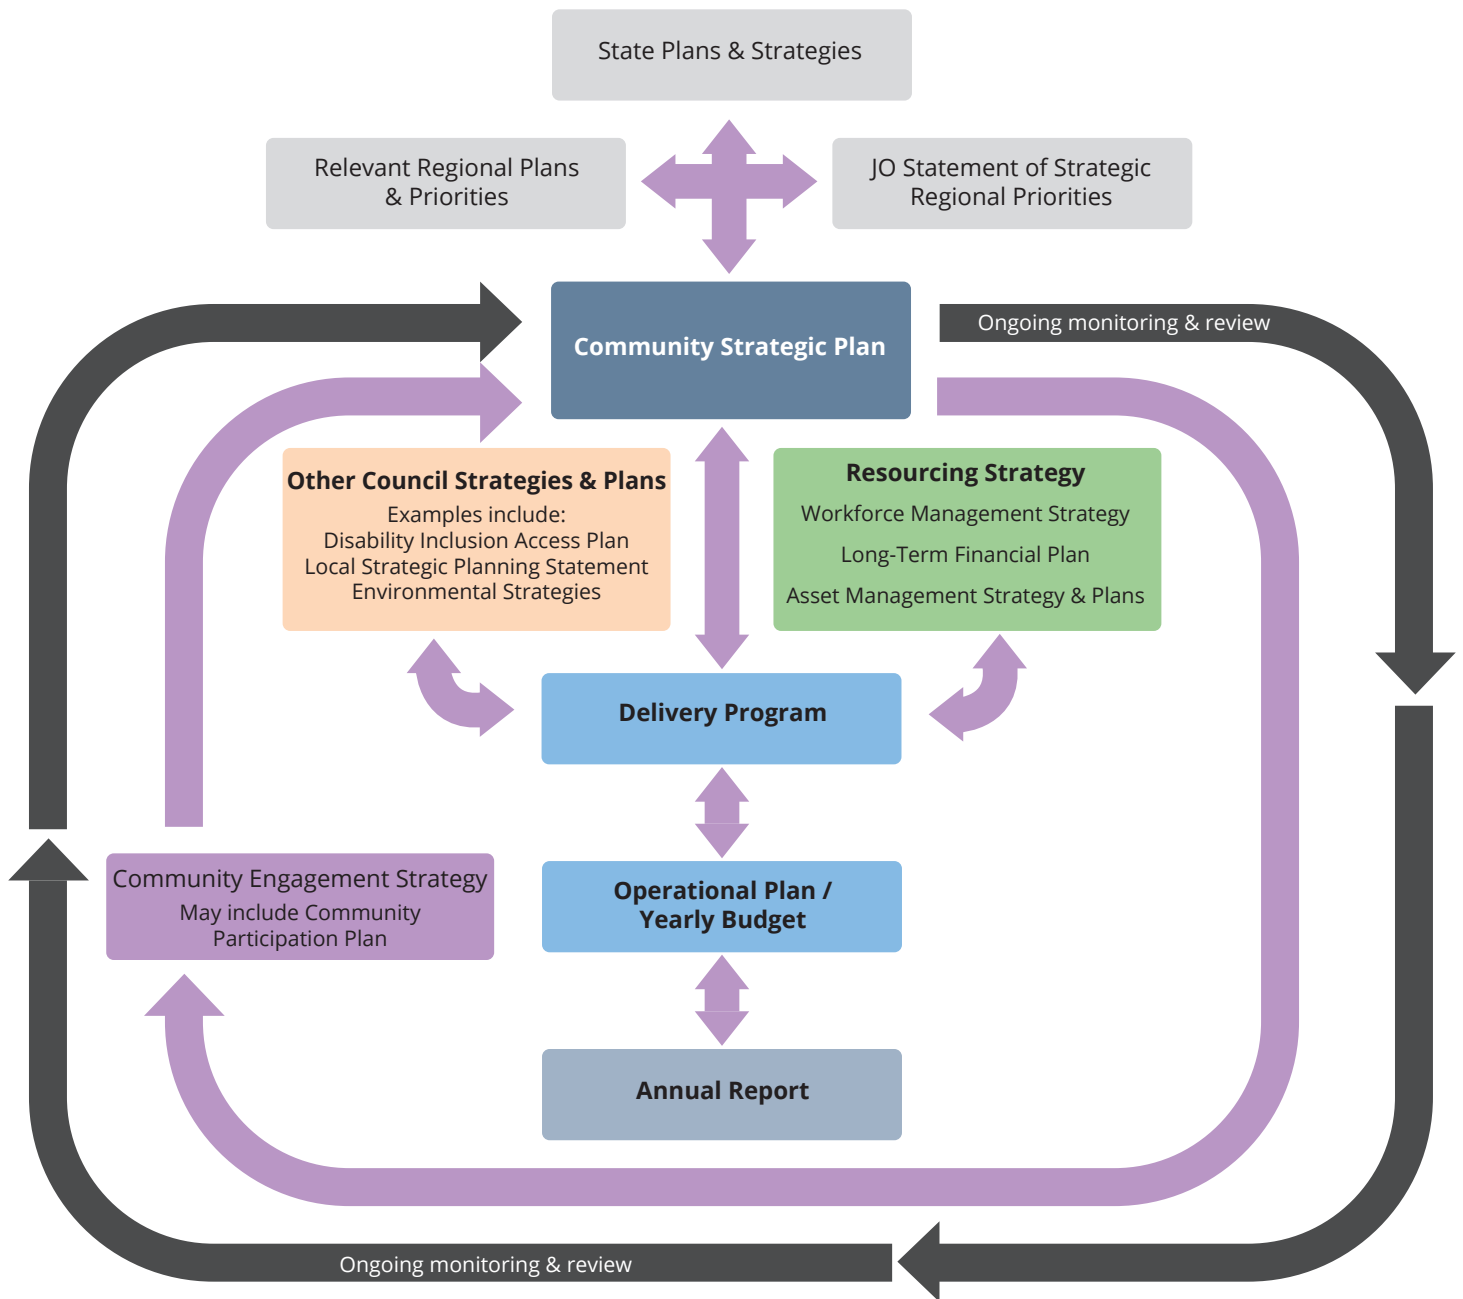 State Plans & Strategies
Relevant Regional Plans
& Priorities
JO Statement of Strategic
Regional Priorities
Community Strategic Plan
Ongoing monitoring & review
Other Council Strategies & Plans
Examples include:
Disability Inclusion Access Plan
Local Strategic Planning Statement
Environmental Strategies
Resourcing Strategy
Workforce Management Strategy
Long-Term Financial Plan
Asset Management Strategy & Plans
Delivery Program
Community Engagement Strategy
May include Community
Participation Plan
Operational Plan /
Yearly Budget
Annual Report
Ongoing monitoring & review